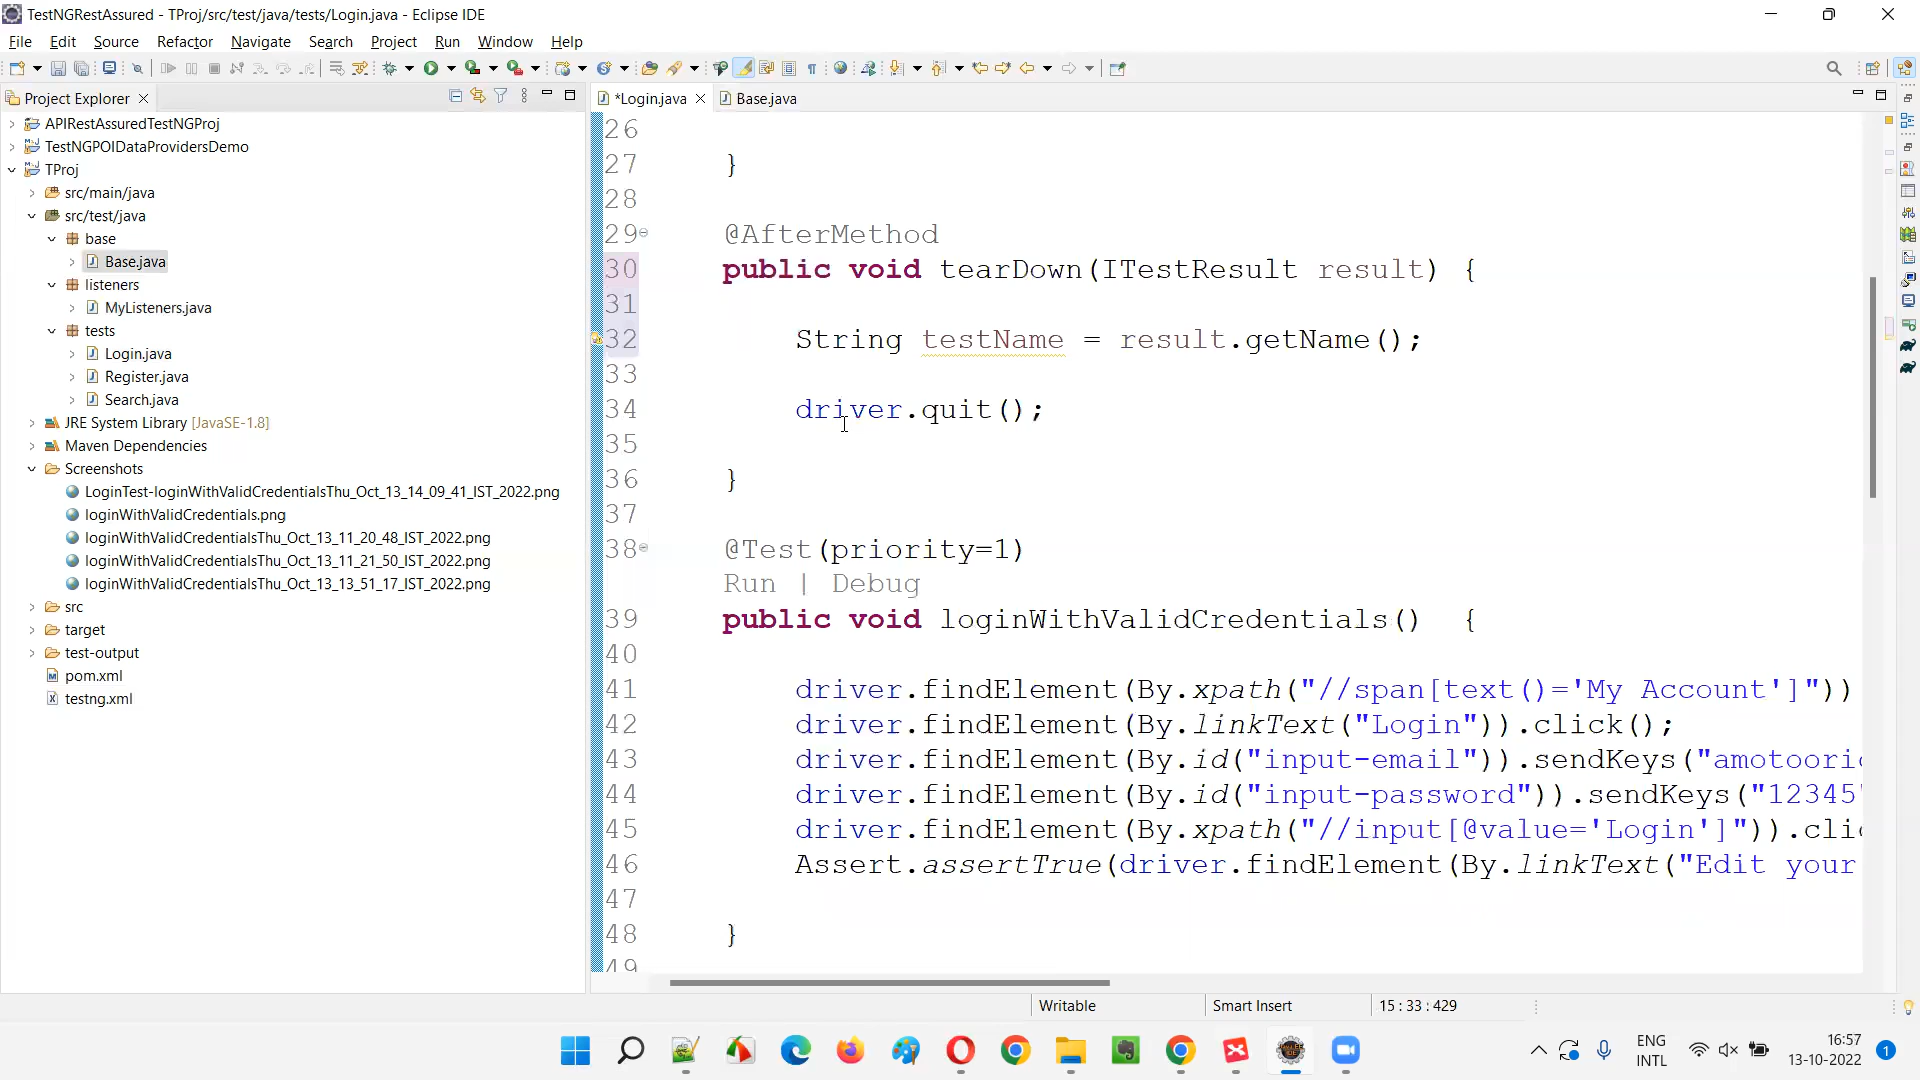 TestNGRestAssured - TProj/src/test/java/tests/Login.java - Eclipse IDE
File Edit Source Refactor Navigate Search Project Run Window Help
Project Explorer
*Login.java
Base.java
APIRestAssuredTestNGProj
TestNGPOIDataProvidersDemo
TProj
src/main/java
src/test/java
base
Base.java
listeners
MyListeners.java
tests
Login.java
Register.java
Search.java
JRE System Library [JavaSE-1.8]
Maven Dependencies
Screenshots
LoginTest-loginWithValidCredentialsThu_Oct_13_14_09_41_IST_2022.png
loginWithValidCredentials.png
loginWithValidCredentialsThu_Oct_13_11_20_48_IST_2022.png
loginWithValidCredentialsThu_Oct_13_11_21_50_IST_2022.png
loginWithValidCredentialsThu_Oct_13_13_51_17_IST_2022.png
src
target
test-output
pom.xml
testng.xml
26
27 }
28
29 @AfterMethod
30 public void tearDown(ITestResult result) {
31
32 String testName = result.getName();
33
34 driver.quit();
35
36 }
37
38 @Test(priority=1)
Run | Debug
39 public void loginWithValidCredentials() {
40
41 driver.findElement(By.xpath("//span[text()='My Account']"))
42 driver.findElement(By.linkText("Login")).click();
43 driver.findElement(By.id("input-email")).sendKeys("amotoori
44 driver.findElement(By.id("input-password")).sendKeys("12345"
45 driver.findElement(By.xpath("//input[@value='Login']")).clic
46 Assert.assertTrue(driver.findElement(By.linkText("Edit your
47
48 }
49
Writable
Smart Insert
15 : 33 : 429
ENG
INTL
16:57
13-10-2022
1